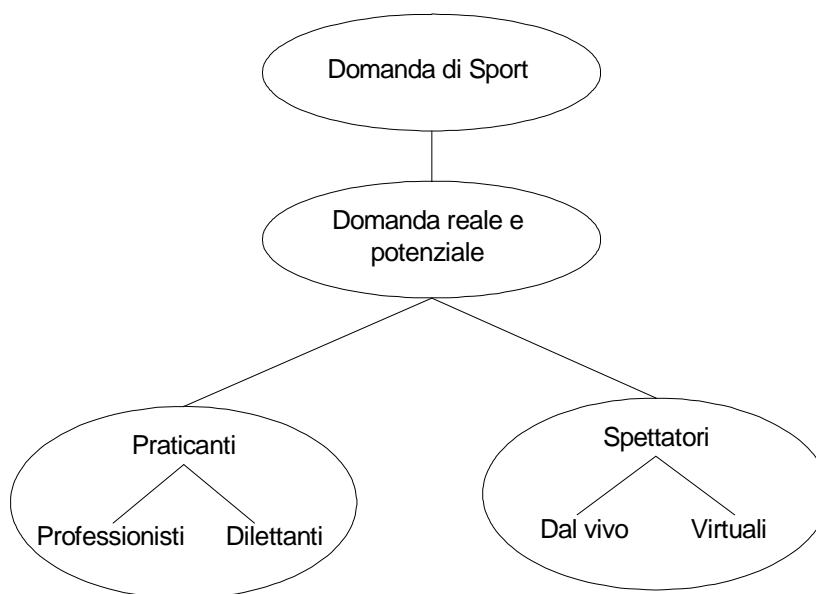 Domanda di Sport
Domanda reale e
potenziale
Praticanti
Professionisti Dilettanti
Spettatori
Dal vivo Virtuali